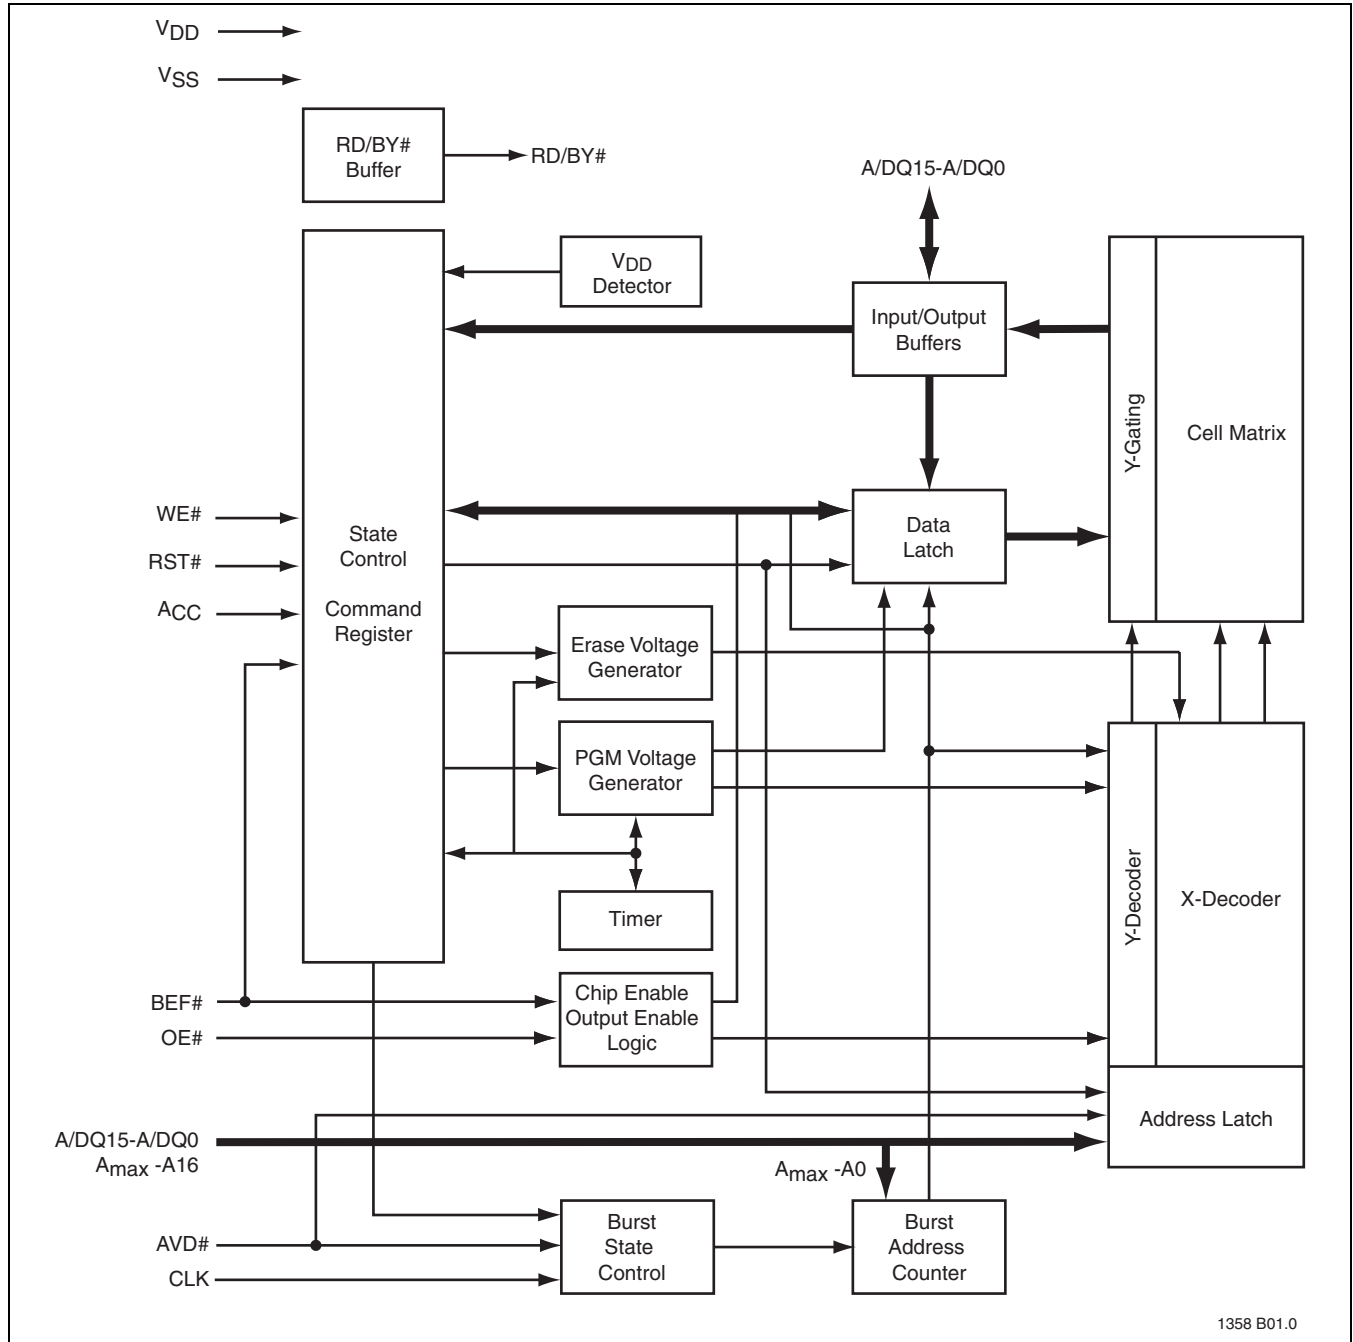 VDD
VSS
RD/BY#
Buffer
RD/BY#
A/DQ15-A/DQ0
VDD
Detector
Input/Output
Buffers
Y-Gating
Cell Matrix
WE#
RST#
ACC
State
Control
Command
Register
Data
Latch
Erase Voltage
Generator
PGM Voltage
Generator
Timer
Y-Decoder
X-Decoder
BEF#
OE#
Chip Enable
Output Enable
Logic
Address Latch
A/DQ15-A/DQ0
Amax -A16
Amax -A0
AVD#
CLK
Burst
State
Control
Burst
Address
Counter
1358 B01.0